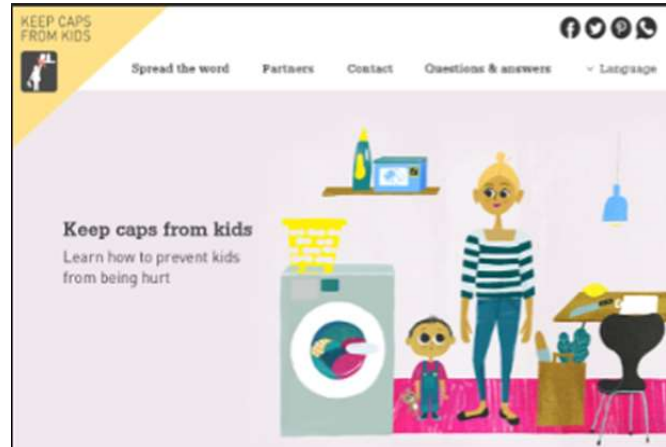 KEEP CAPS
FROM KIDS
Spread the word Partners Contact Questions & answers Language
Keep caps from kids
Learn how to prevent kids
from being hurt